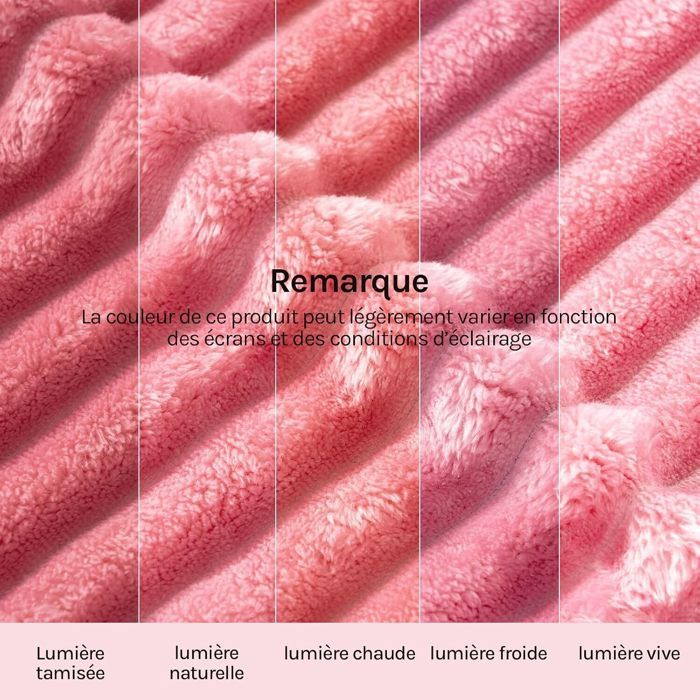 Remarque
La couleur de ce produit peut légèrement varier en fonction
des écrans et des conditions d'éclairage
Lumière
tamisée
lumière
naturelle
lumière chaude
lumière froide
lumière vive